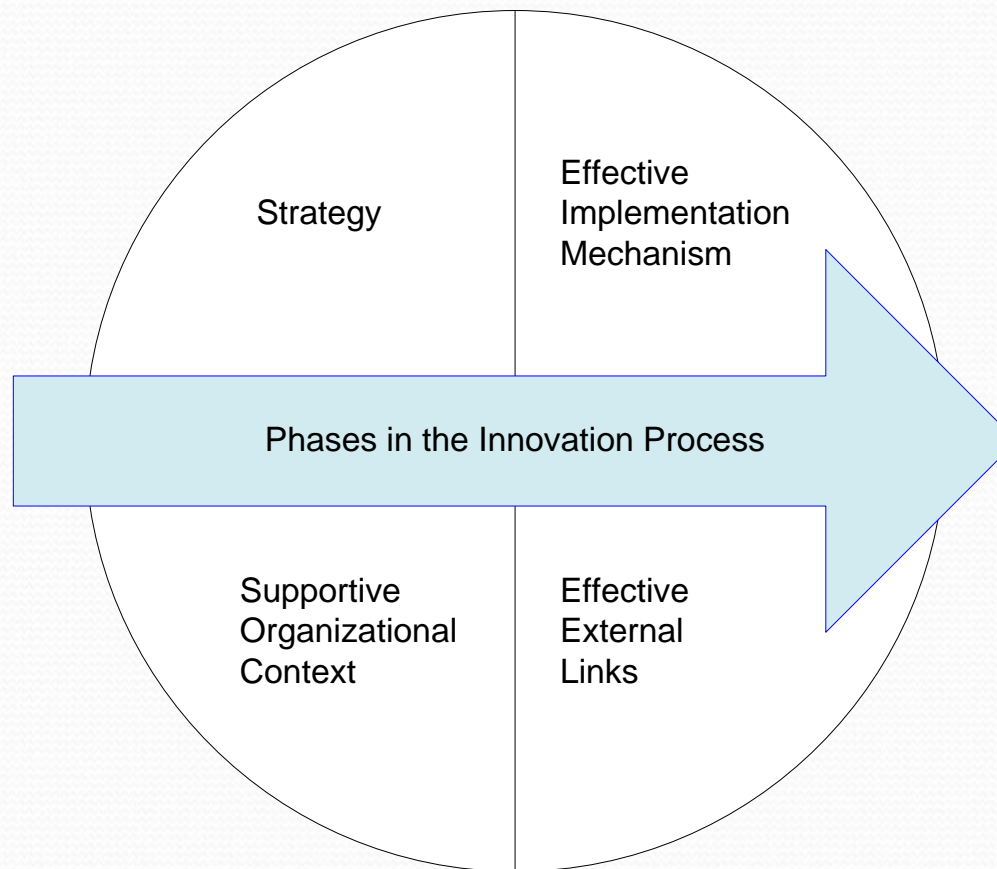 Strategy
Effective
Implementation
Mechanism
Phases in the Innovation Process
Supportive
Organizational
Context
Effective
External
Links